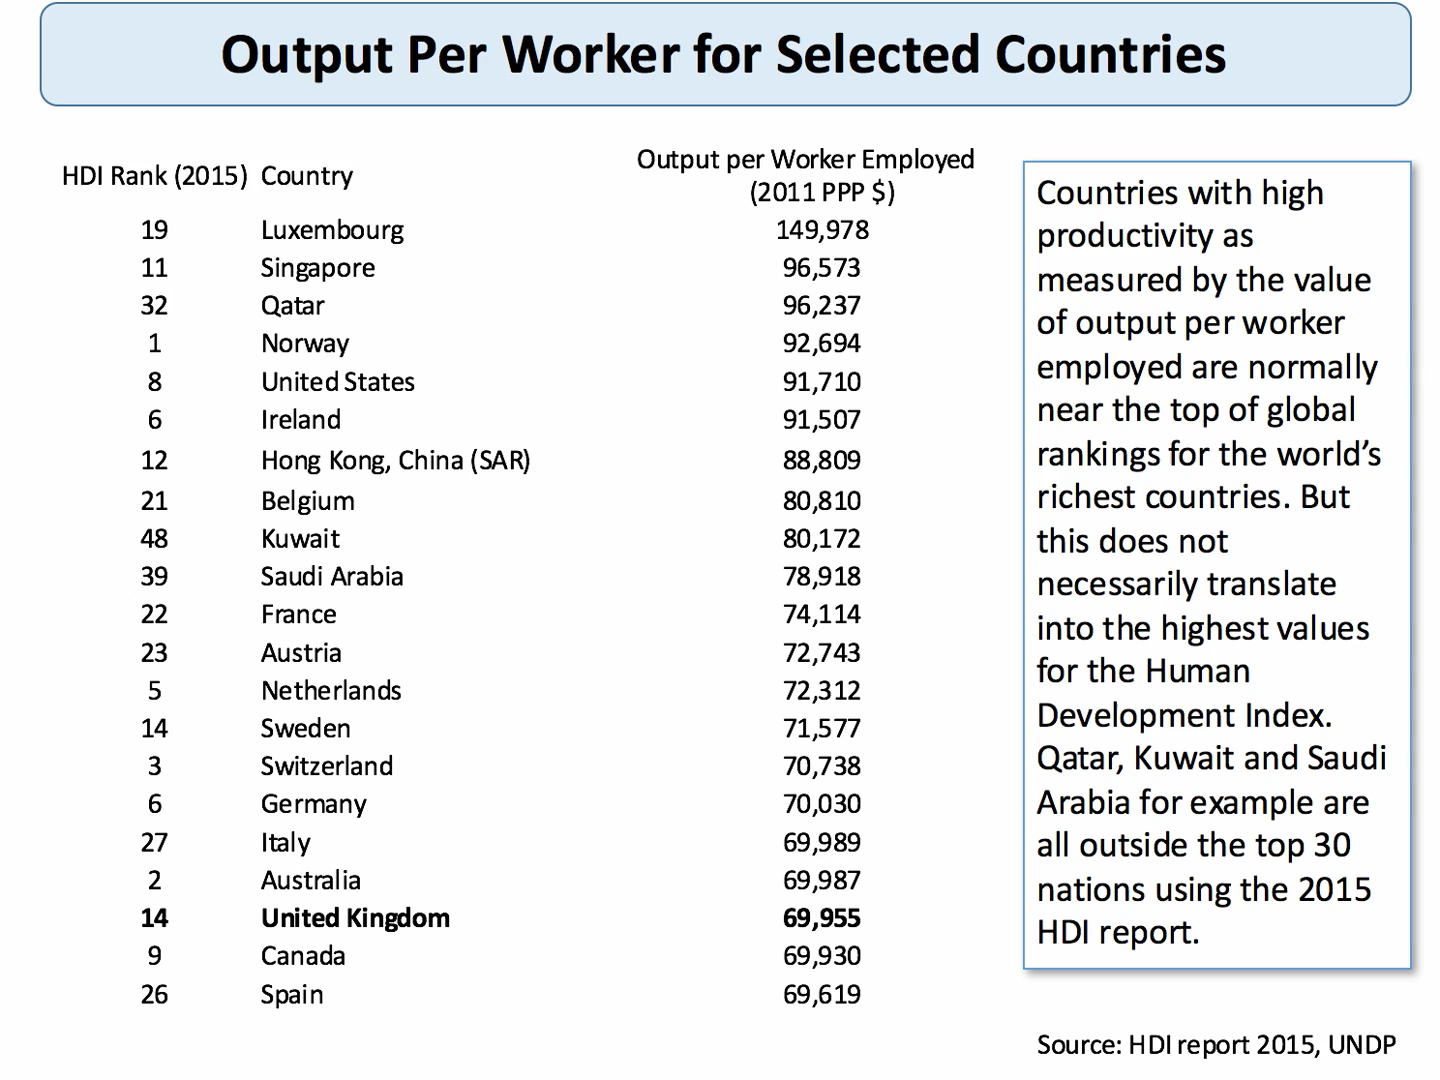 Output Per Worker for Selected Countries
HDI Rank (2015) Country Output per Worker Employed (2011 PPP $)
19 Luxembourg 149,978
11 Singapore 96,573
32 Qatar 96,237
1 Norway 92,694
8 United States 91,710
6 Ireland 91,507
12 Hong Kong, China (SAR) 88,809
21 Belgium 80,810
48 Kuwait 80,172
39 Saudi Arabia 78,918
22 France 74,114
23 Austria 72,743
5 Netherlands 72,312
14 Sweden 71,577
3 Switzerland 70,738
6 Germany 70,030
27 Italy 69,989
2 Australia 69,987
14 United Kingdom 69,955
9 Canada 69,930
26 Spain 69,619
Countries with high
productivity as
measured by the value
of output per worker
employed are normally
near the top of global
rankings for the world’s
richest countries. But
this does not
necessarily translate
into the highest values
for the Human
Development Index.
Qatar, Kuwait and Saudi
Arabia for example are
all outside the top 30
nations using the 2015
HDI report.
Source: HDI report 2015, UNDP